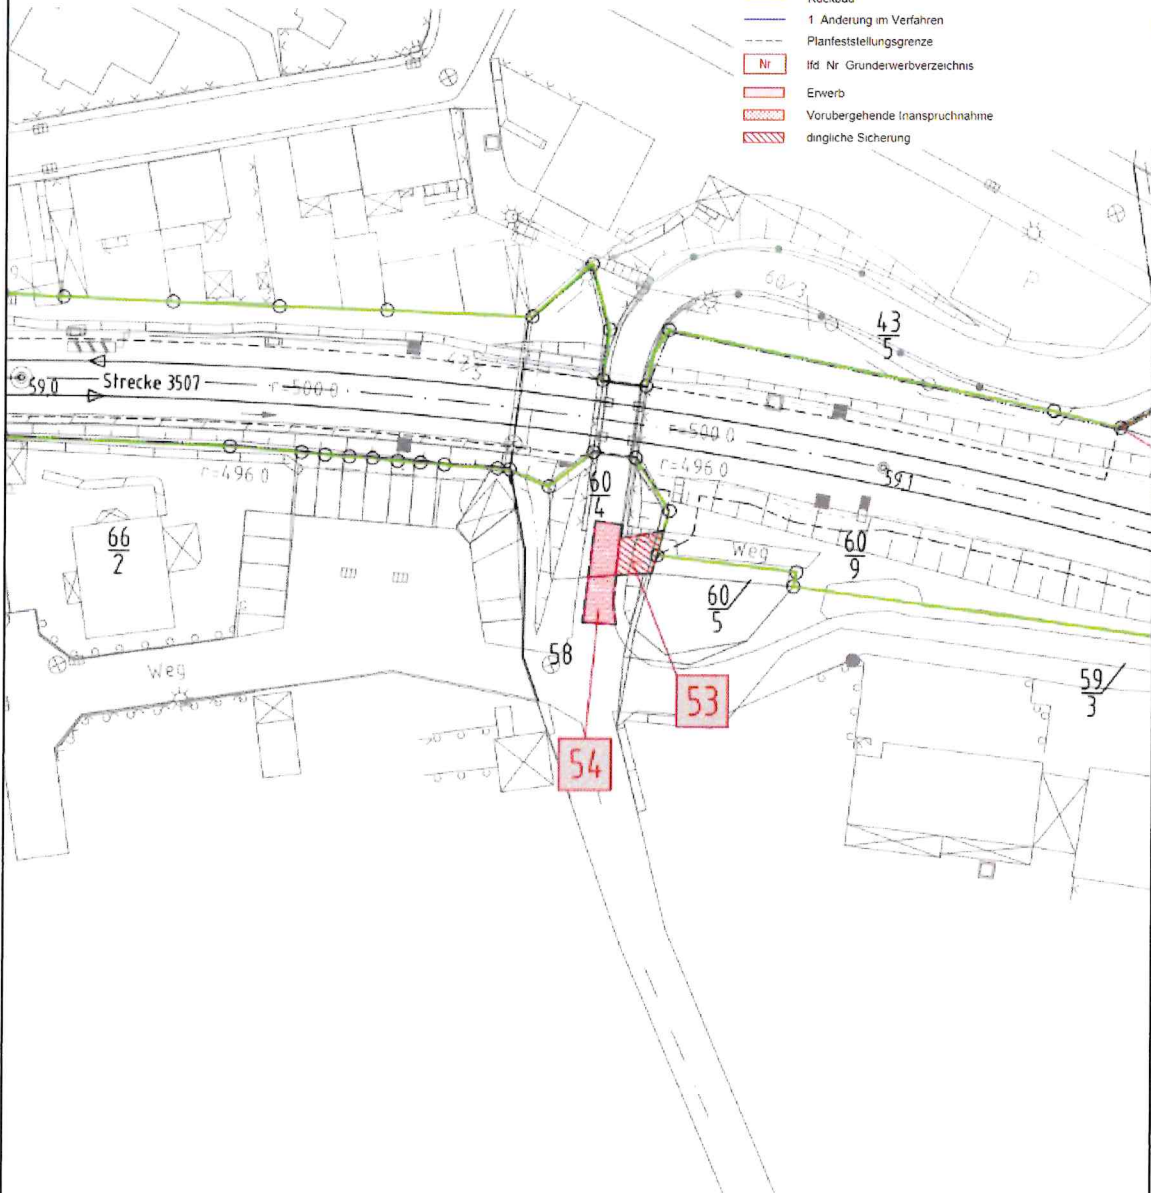 1 Änderung im Verfahren
Planfeststellungsgrenze
Nr lfd Nr Grunderwerbverzeichnis
Erwerb
Vorübergehende Inanspruchnahme
dingliche Sicherung
60/3
P
43
5
59,0
Strecke 3507
r=500 0
r=500 0
r=496 0
r=496 0
59,1
60
4
66
2
Weg
60
9
60
5
58
Weg
59
3
53
54